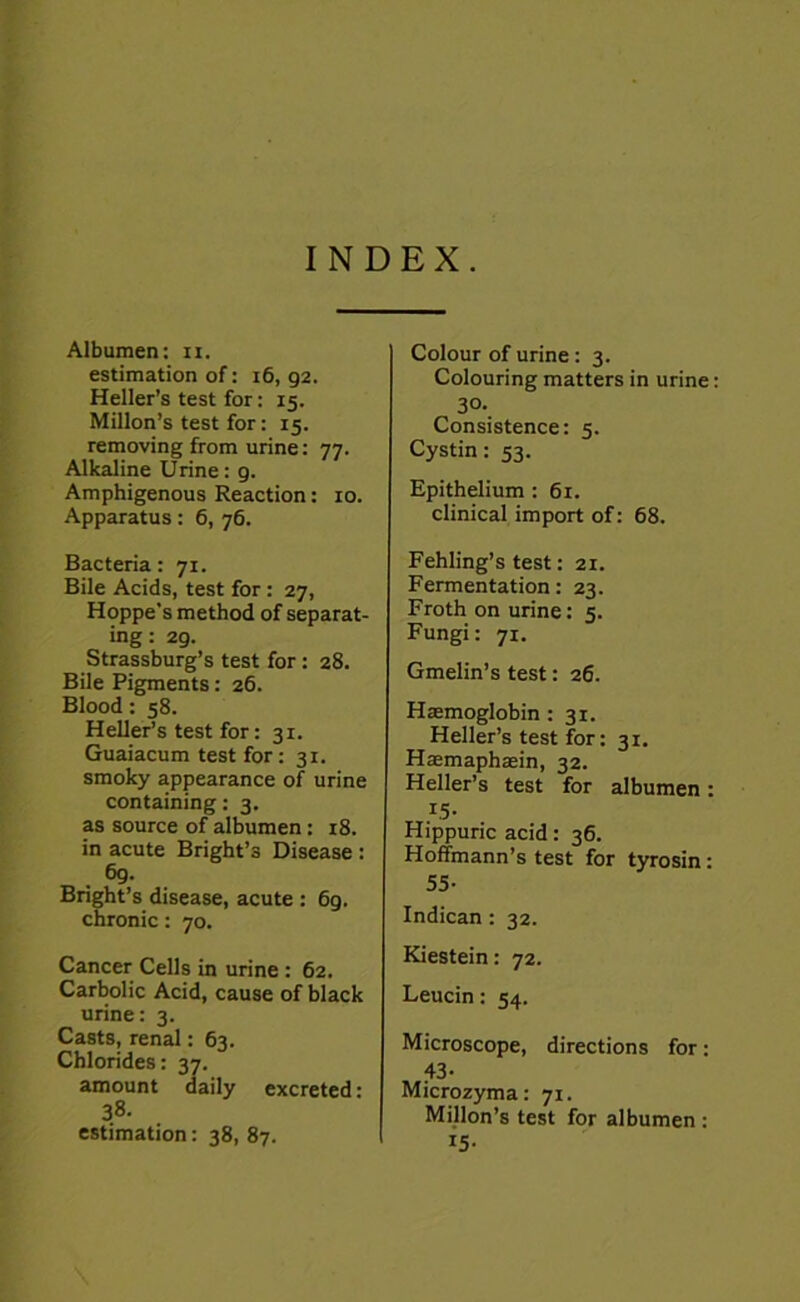 INDEX.
Albumen: 11.
estimation of: 16, 92.
Heller's test for: 15.
Millon's test for: 15.
removing from urine: 77.
Alkaline Urine: 9.
Amphigenous Reaction: 10.
Apparatus: 6, 76.
Bacteria: 71.
Bile Acids, test for: 27,
Hoppe's method of separat-
ing: 29.
Strassburg's test for: 28.
Bile Pigments: 26.
Blood: 58.
Heller's test for: 31.
Guaiacum test for: 31.
smoky appearance of urine
containing: 3.
as source of albumen: 18.
in acute Bright's Disease:
69.
Bright's disease, acute: 69.
chronic: 70.
Cancer Cells in urine: 62.
Carbolic Acid, cause of black
urine: 3.
Casts, renal: 63.
Chlorides: 37.
amount daily excreted:
38.
estimation: 38, 87.
Colour of urine: 3.
Colouring matters in urine:
30.
Consistence: 5.
Cystin: 53.
Epithelium: 61.
clinical import of: 68.
Fehling's test: 21.
Fermentation: 23.
Froth on urine: 5.
Fungi: 71.
Gmelin's test: 26.
Hæmoglobin: 31.
Heller's test for: 31.
Hæmaphæin, 32.
Heller's test for albumen:
15.
Hippuric acid: 36.
Hoffmann's test for tyrosin:
55.
Indican: 32.
Kiestein: 72.
Leucin: 54.
Microscope, directions for:
43.
Microzyma: 71.
Millon's test for albumen:
15.